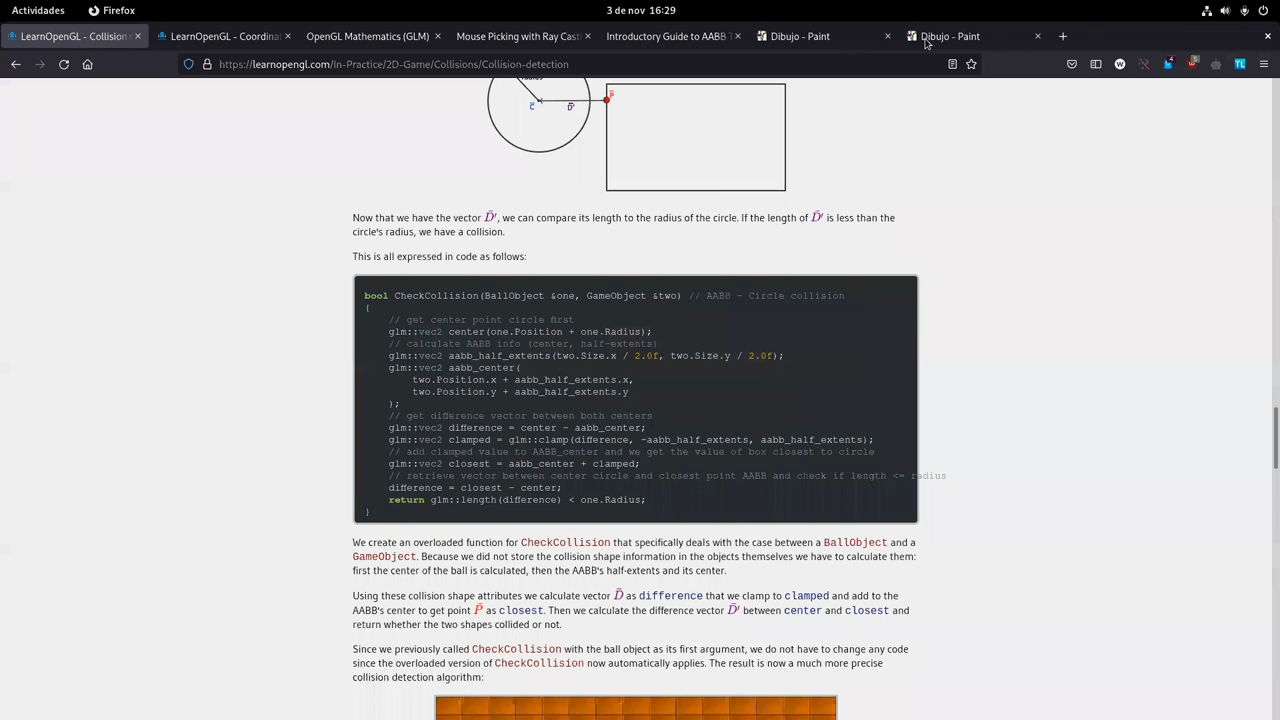 Actividades
Firefox
3 de nov 16:29
LearnOpenGL - Collision
LearnOpenGL - Coordinat
OpenGL Mathematics (GLM)
Mouse Picking with Ray Cast
Introductory Guide to AABB T
Dibujo - Paint
Dibujo - Paint
https://learnopengl.com/In-Practice/2D-Game/Collisions/Collision-detection
C̄
D̄'
P̄
Now that we have the vector D̄', we can compare its length to the radius of the circle. If the length of D̄' is less than the
circle's radius, we have a collision.
This is all expressed in code as follows:
bool CheckCollision(BallObject &one, GameObject &two) // AABB - Circle collision
{
// get center point circle first
glm::vec2 center(one.Position + one.Radius);
// calculate AABB info (center, half-extents)
glm::vec2 aabb_half_extents(two.Size.x / 2.0f, two.Size.y / 2.0f);
glm::vec2 aabb_center(
two.Position.x + aabb_half_extents.x,
two.Position.y + aabb_half_extents.y
);
// get difference vector between both centers
glm::vec2 difference = center - aabb_center;
glm::vec2 clamped = glm::clamp(difference, -aabb_half_extents, aabb_half_extents);
// add clamped value to AABB_center and we get the value of box closest to circle
glm::vec2 closest = aabb_center + clamped;
// retrieve vector between center circle and closest point AABB and check if length <= radius
difference = closest - center;
return glm::length(difference) < one.Radius;
}
We create an overloaded function for CheckCollision that specifically deals with the case between a BallObject and a
GameObject. Because we did not store the collision shape information in the objects themselves we have to calculate them:
first the center of the ball is calculated, then the AABB's half-extents and its center.
Using these collision shape attributes we calculate vector D̄ as difference that we clamp to clamped and add to the
AABB's center to get point P̄ as closest. Then we calculate the difference vector D̄' between center and closest and
return whether the two shapes collided or not.
Since we previously called CheckCollision with the ball object as its first argument, we do not have to change any code
since the overloaded version of CheckCollision now automatically applies. The result is now a much more precise
collision detection algorithm: